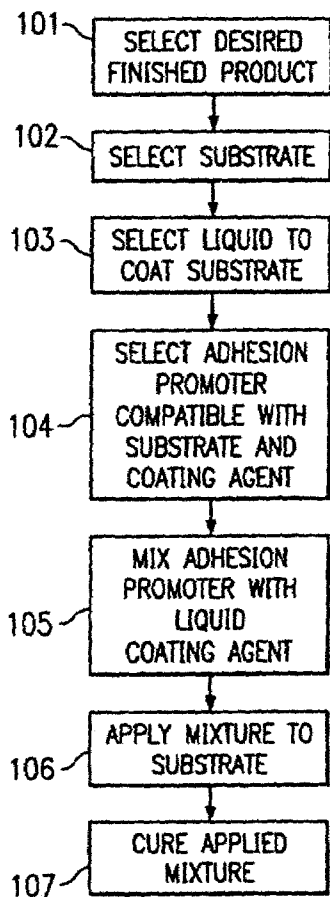 101
SELECT DESIRED
FINISHED PRODUCT
102
SELECT SUBSTRATE
103
SELECT LIQUID TO
COAT SUBSTRATE
104
SELECT ADHESION
PROMOTER
COMPATIBLE WITH
SUBSTRATE AND
COATING AGENT
105
MIX ADHESION
PROMOTER WITH
LIQUID
COATING AGENT
106
APPLY MIXTURE TO
SUBSTRATE
107
CURE APPLIED
MIXTURE